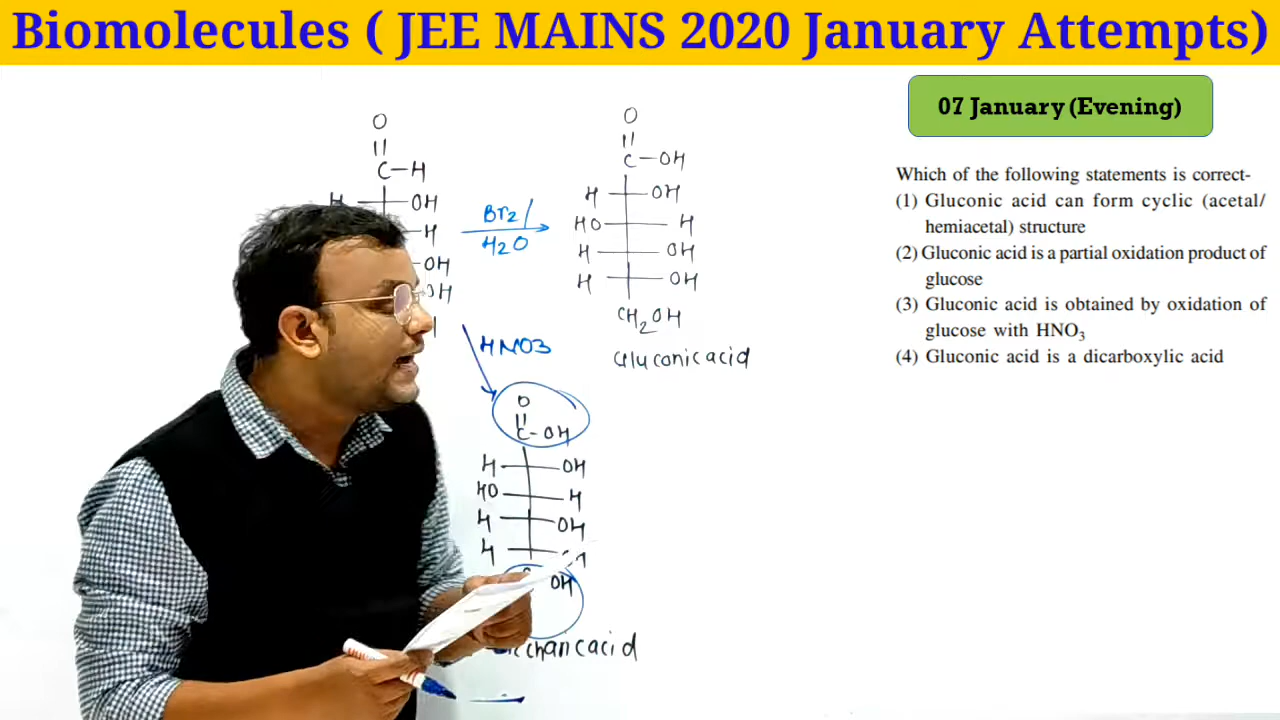 Biomolecules ( JEE MAINS 2020 January Attempts)
07 January (Evening)
Which of the following statements is correct-
(1) Gluconic acid can form cyclic (acetal/
hemiacetal) structure
(2) Gluconic acid is a partial oxidation product of
glucose
(3) Gluconic acid is obtained by oxidation of
glucose with HNO3
(4) Gluconic acid is a dicarboxylic acid
O
C-H
H OH
H
OH
OH
Br2/
H2O
O
C-OH
H OH
HO H
H OH
H OH
CH2OH
Gluconic acid
HNO3
O
C-OH
H OH
HO H
H OH
H
OH
acid